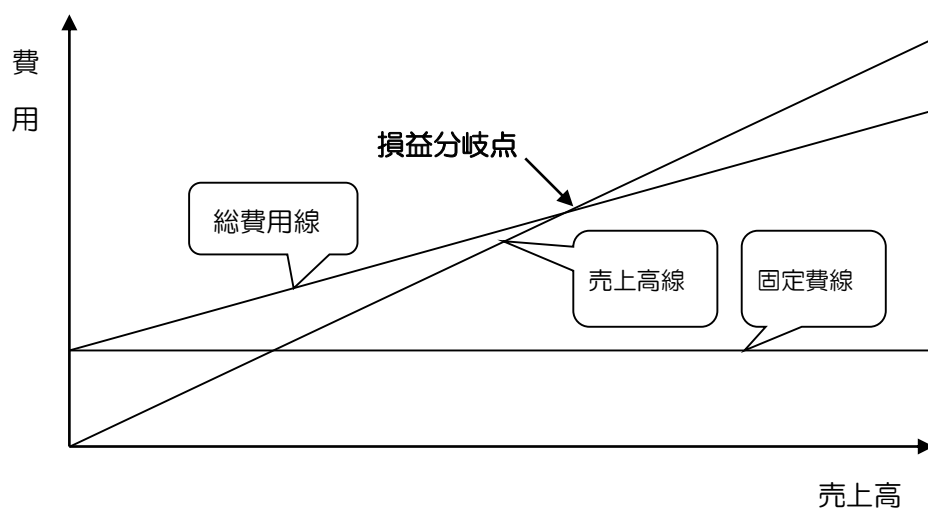 費用
損益分岐点
総費用線
売上高線
固定費線
売上高